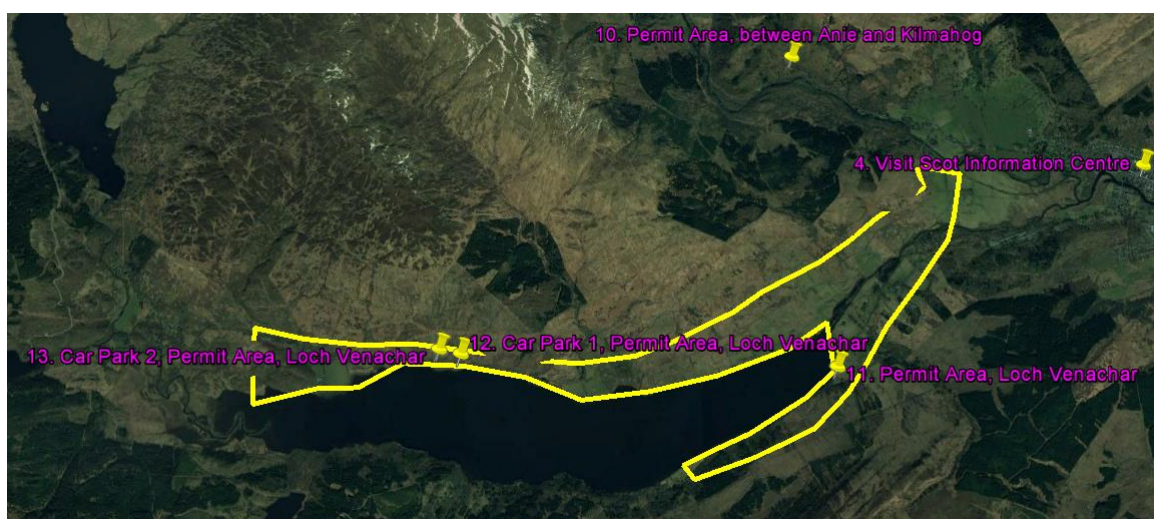 10. Permit Area, between Anie and Kilmahog
4. Visit Scot Information Centre
12. Car Park 1, Permit Area, Loch Venachar
13. Car Park 2, Permit Area, Loch Venachar
11. Permit Area, Loch Venachar